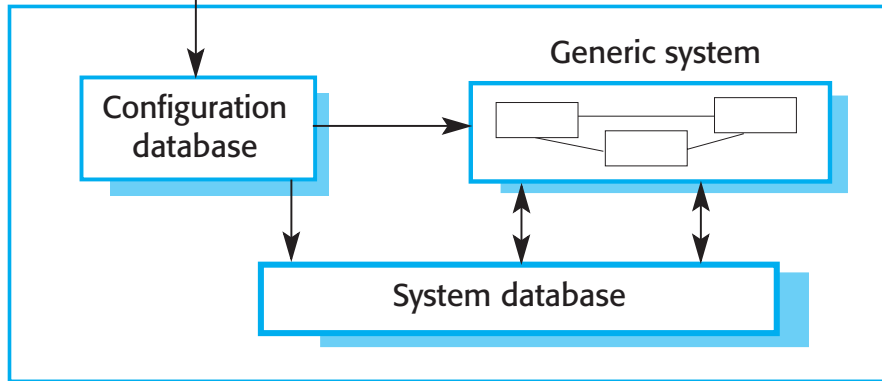 Generic system
Configuration
database
System database